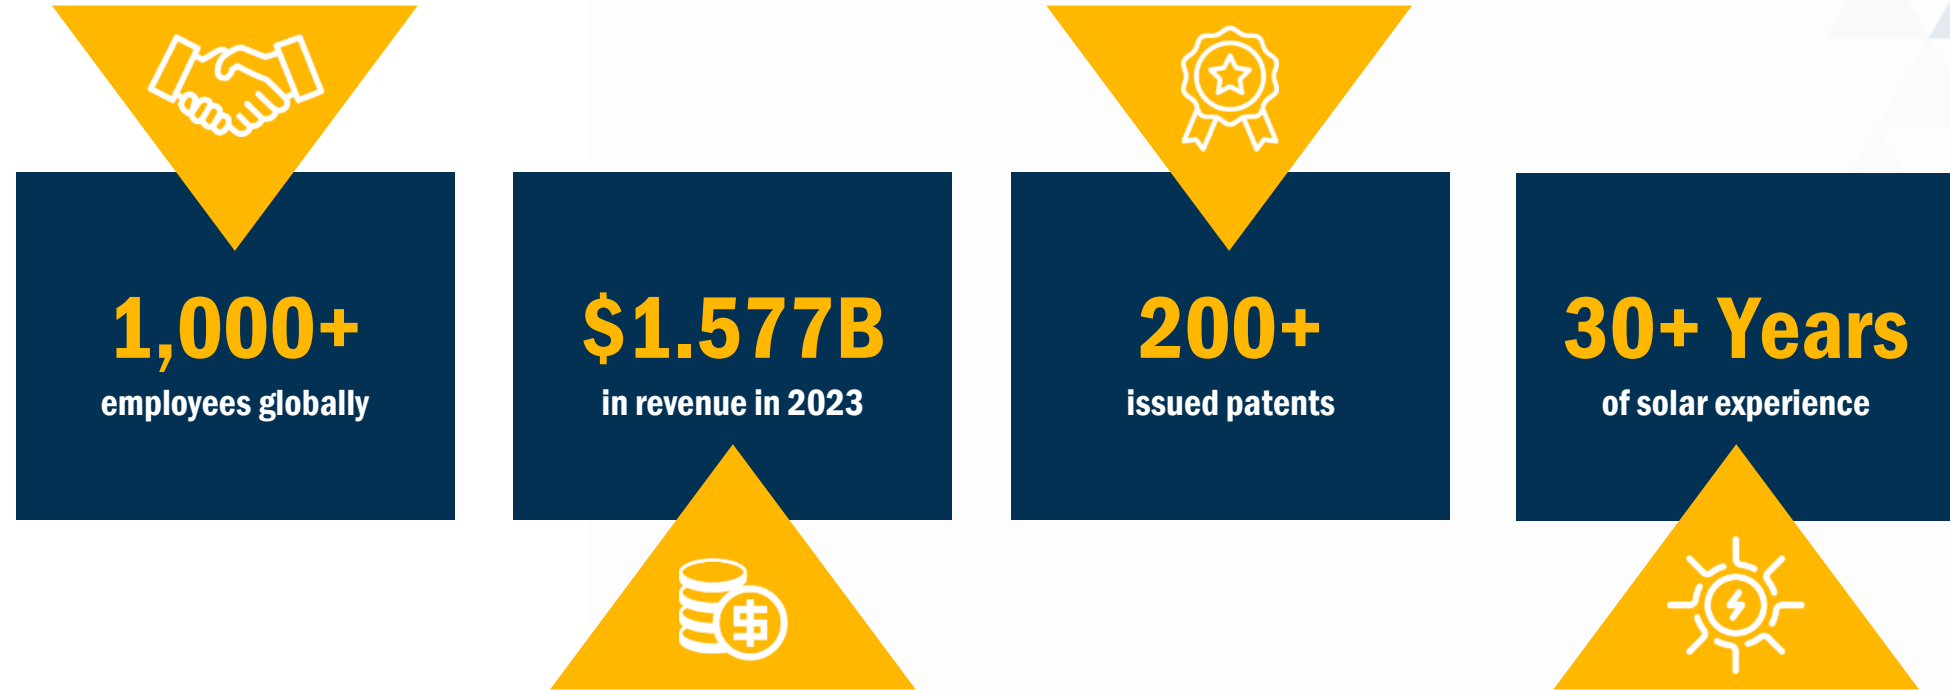 1,000+
employees globally
$1.577B
in revenue in 2023
200+
issued patents
30+ Years
of solar experience